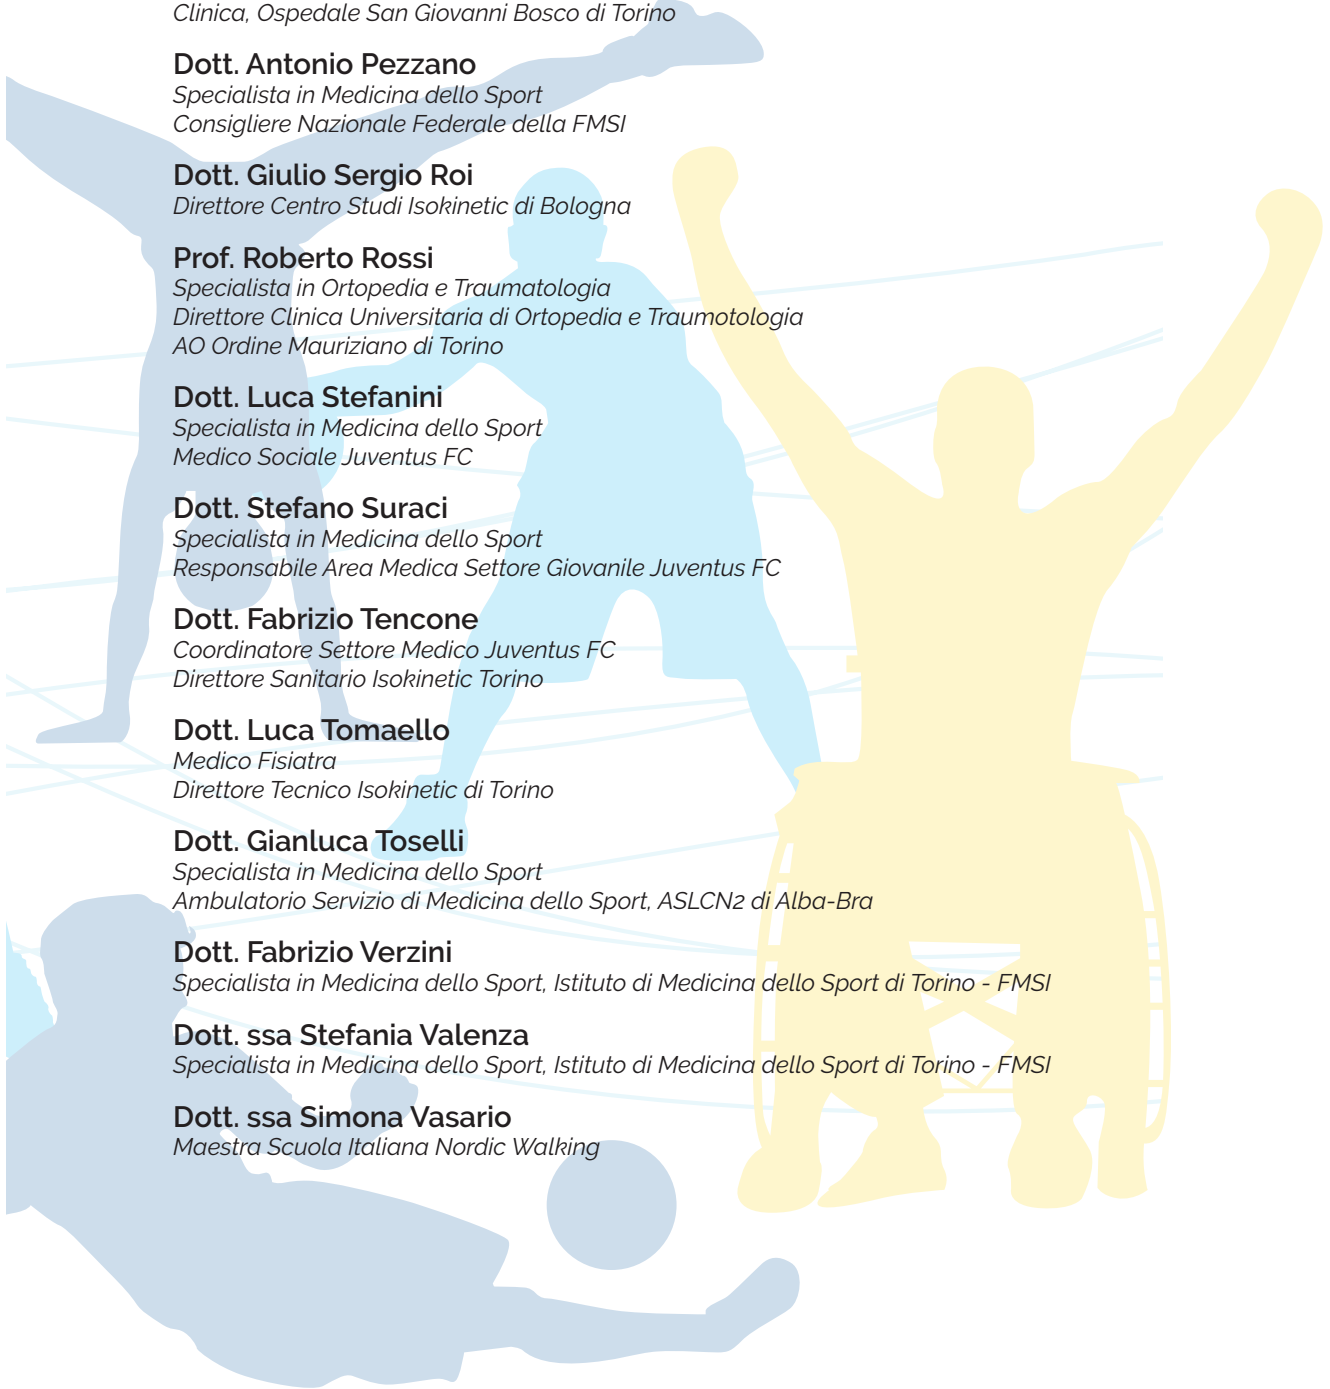 Clinica, Ospedale San Giovanni Bosco di Torino
Dott. Antonio Pezzano
Specialista in Medicina dello Sport
Consigliere Nazionale Federale della FMSI
Dott. Giulio Sergio Roi
Direttore Centro Studi Isokinetic di Bologna
Prof. Roberto Rossi
Specialista in Ortopedia e Traumatologia
Direttore Clinica Universitaria di Ortopedia e Traumotologia
AO Ordine Mauriziano di Torino
Dott. Luca Stefanini
Specialista in Medicina dello Sport
Medico Sociale Juventus FC
Dott. Stefano Suraci
Specialista in Medicina dello Sport
Responsabile Area Medica Settore Giovanile Juventus FC
Dott. Fabrizio Tencone
Coordinatore Settore Medico Juventus FC
Direttore Sanitario Isokinetic Torino
Dott. Luca Tomaello
Medico Fisiatra
Direttore Tecnico Isokinetic di Torino
Dott. Gianluca Toselli
Specialista in Medicina dello Sport
Ambulatorio Servizio di Medicina dello Sport, ASLCN2 di Alba-Bra
Dott. Fabrizio Verzini
Specialista in Medicina dello Sport, Istituto di Medicina dello Sport di Torino - FMSI
Dott. ssa Stefania Valenza
Specialista in Medicina dello Sport, Istituto di Medicina dello Sport di Torino - FMSI
Dott. ssa Simona Vasario
Maestra Scuola Italiana Nordic Walking